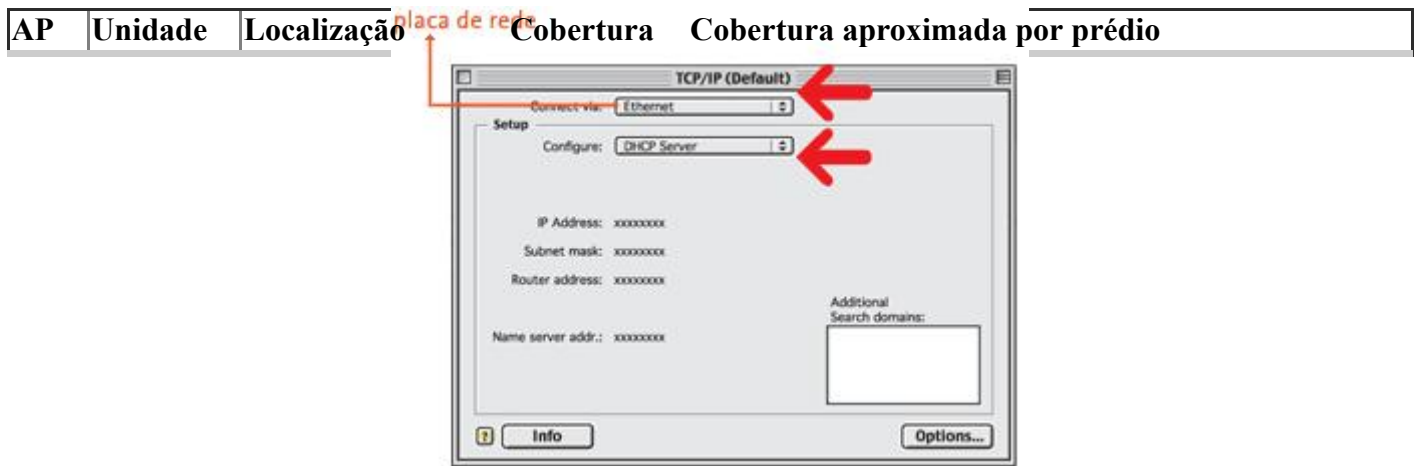 AP Unidade Localização Cobertura Cobertura aproximada por prédio
placa de rede
TCP/IP (Default)
Connect via: Ethernet
Setup
Configure: DHCP Server
IP Address: xxxxxxxx
Subnet mask: xxxxxxxx
Router address: xxxxxxxx
Additional
Search domains:
Name server addr.: xxxxxxxx
? Info Options...